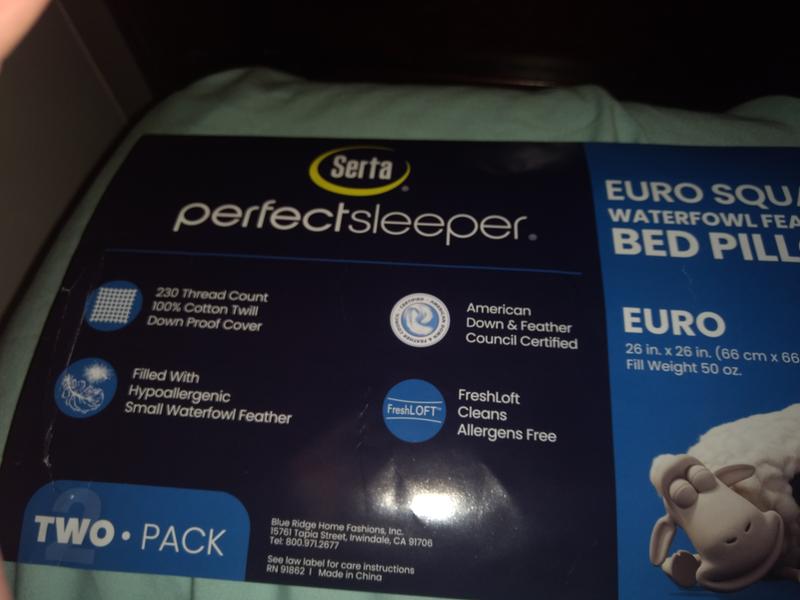 Serta
perfectsleeper.
230 Thread Count
100% Cotton Twill
Down Proof Cover
Filled With
Hypoallergenic
Small Waterfowl Feather
American
Down & Feather
Council Certified
FreshLOFT™
FreshLoft
Cleans
Allergens Free
TWO • PACK
Blue Ridge Home Fashions, Inc.
15761 Tapia Street, Irwindale, CA 91706
Tel: 800.971.2677
See law label for care instructions
RN 91862 | Made in China
EURO SQUA
WATERFOWL FEA
BED PILL
EURO
26 in. x 26 in. (66 cm x 66
Fill Weight 50 oz.